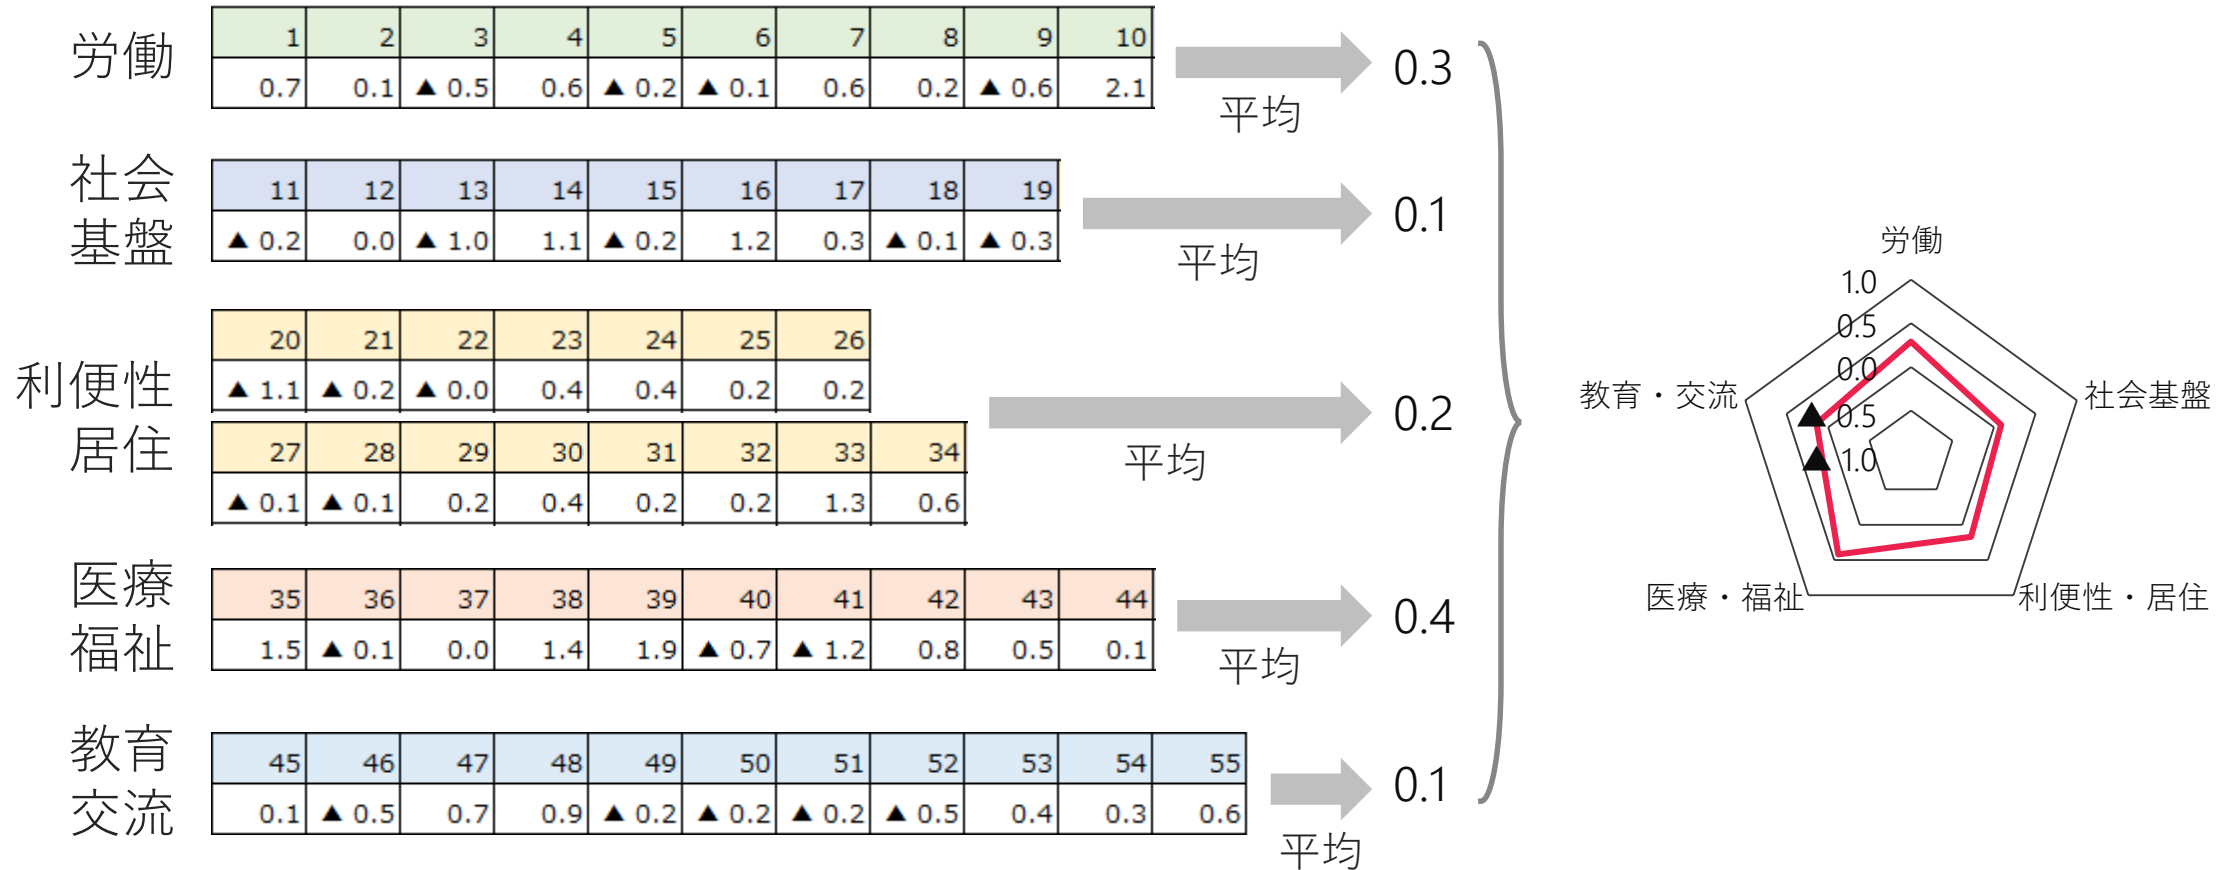 労働
1 2 3 4 5 6 7 8 9 10
0.7 0.1 ▲ 0.5 0.6 ▲ 0.2 ▲ 0.1 0.6 0.2 ▲ 0.6 2.1
平均
0.3
社会
基盤
11 12 13 14 15 16 17 18 19
▲ 0.2 0.0 ▲ 1.0 1.1 ▲ 0.2 1.2 0.3 ▲ 0.1 ▲ 0.3
平均
0.1
利便性
居住
20 21 22 23 24 25 26
▲ 1.1 ▲ 0.2 ▲ 0.0 0.4 0.4 0.2 0.2
27 28 29 30 31 32 33 34
▲ 0.1 ▲ 0.1 0.2 0.4 0.2 0.2 1.3 0.6
平均
0.2
医療
福祉
35 36 37 38 39 40 41 42 43 44
1.5 ▲ 0.1 0.0 1.4 1.9 ▲ 0.7 ▲ 1.2 0.8 0.5 0.1
平均
0.4
教育
交流
45 46 47 48 49 50 51 52 53 54 55
0.1 ▲ 0.5 0.7 0.9 ▲ 0.2 ▲ 0.2 ▲ 0.2 ▲ 0.5 0.4 0.3 0.6
平均
0.1
労働
1.0
0.5
0.0
▲ 0.5
▲ 1.0
教育・交流
社会基盤
医療・福祉
利便性・居住